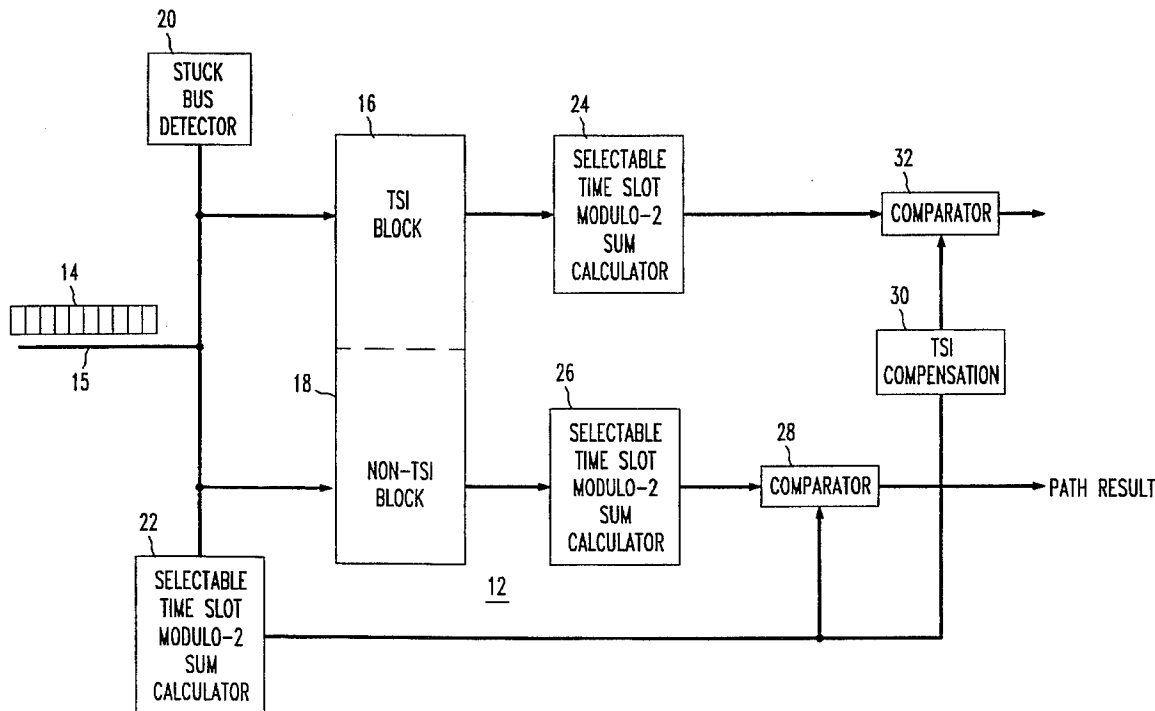 20
STUCK
BUS
DETECTOR
16
TSI
BLOCK
24
SELECTABLE
TIME SLOT
MODULO-2
SUM
CALCULATOR
32
COMPARATOR
14
15
30
TSI
COMPENSATION
18
NON-TSI
BLOCK
26
SELECTABLE
TIME SLOT
MODULO-2
SUM
CALCULATOR
28
COMPARATOR
PATH RESULT
22
SELECTABLE
TIME SLOT
MODULO-2
SUM
CALCULATOR
12